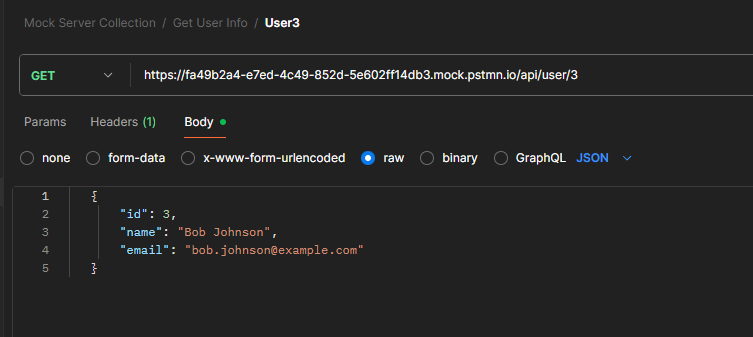 Mock Server Collection / Get User Info / User3
GET https://fa49b2a4-e7ed-4c49-852d-5e602ff14db3.mock.pstmn.io/api/user/3
Params Headers (1) Body
none form-data x-www-form-urlencoded raw binary GraphQL JSON
1 {
2 "id": 3,
3 "name": "Bob Johnson",
4 "email": "bob.johnson@example.com"
5 }